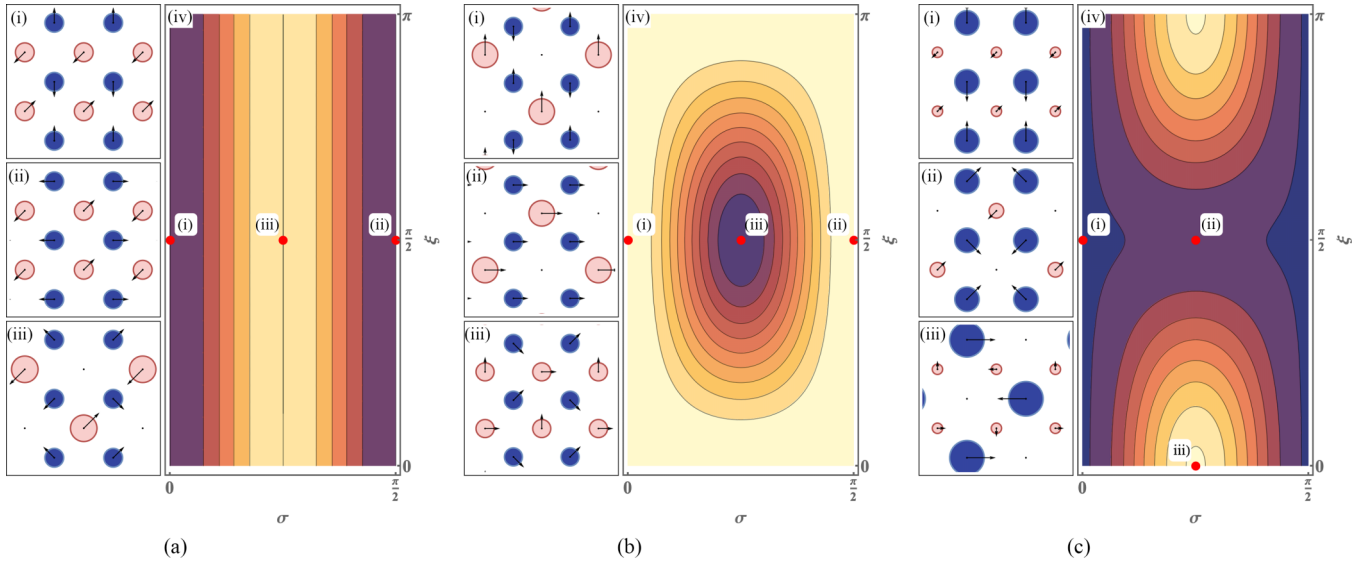 (i)
(ii)
(iii)
(iv)
(i)
(iii)
(ii)
π
π/2
0
ξ
0
π/2
σ
(a)
(i)
(ii)
(iii)
(iv)
(i)
(iii)
(ii)
π
π/2
0
ξ
0
π/2
σ
(b)
(i)
(ii)
(iii)
(iv)
(i)
(ii)
iii)
π
π/2
0
ξ
0
π/2
σ
(c)